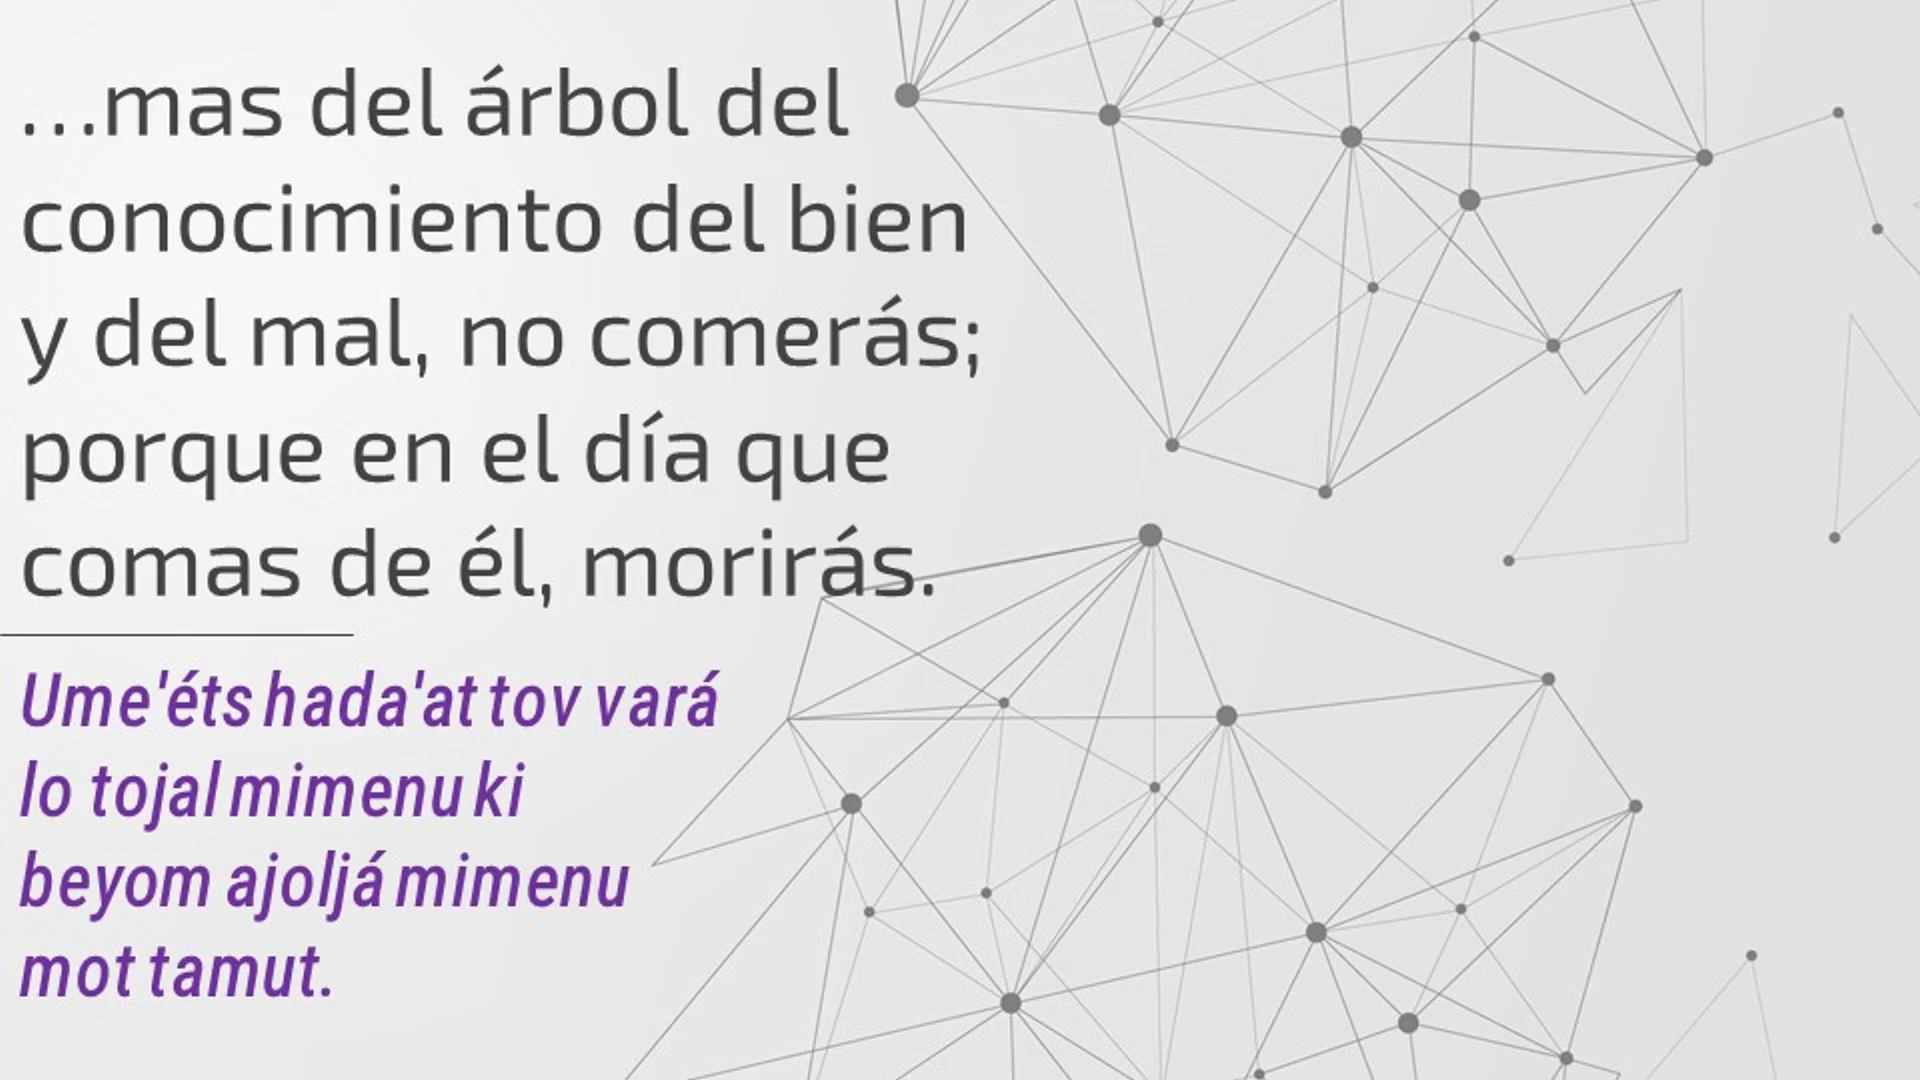 ...mas del árbol del
conocimiento del bien
y del mal, no comerás;
porque en el día que
comas de él, morirás.
Ume'éts hada'at tov vará
lo tojal mimenu ki
beyom ajoljá mimenu
mot tamut.